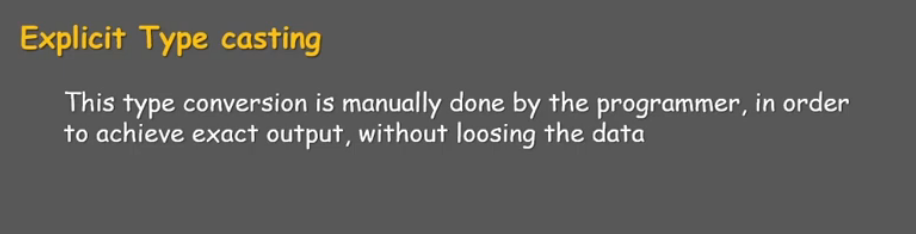 Explicit Type casting
This type conversion is manually done by the programmer, in order
to achieve exact output, without loosing the data